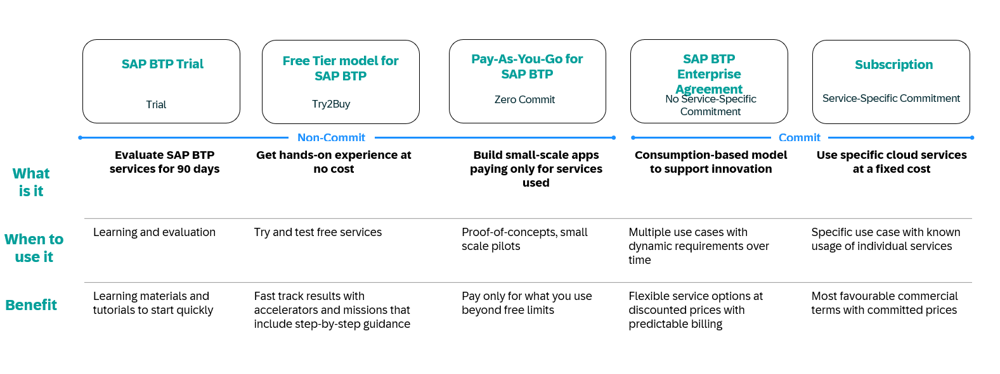 SAP BTP Trial
Trial
Free Tier model for
SAP BTP
Try2Buy
Pay-As-You-Go for
SAP BTP
Zero Commit
SAP BTP
Enterprise
Agreement
No Service-Specific
Commitment
Subscription
Service-Specific Commitment
Non-Commit
Commit
What
is it
Evaluate SAP BTP
services for 90 days
Get hands-on experience at
no cost
Build small-scale apps
paying only for services
used
Consumption-based model
to support innovation
Use specific cloud services
at a fixed cost
When to
use it
Learning and evaluation
Try and test free services
Proof-of-concepts, small
scale pilots
Multiple use cases with
dynamic requirements over
time
Specific use case with known
usage of individual services
Benefit
Learning materials and
tutorials to start quickly
Fast track results with
accelerators and missions that
include step-by-step guidance
Pay only for what you use
beyond free limits
Flexible service options at
discounted prices with
predictable billing
Most favourable commercial
terms with committed prices